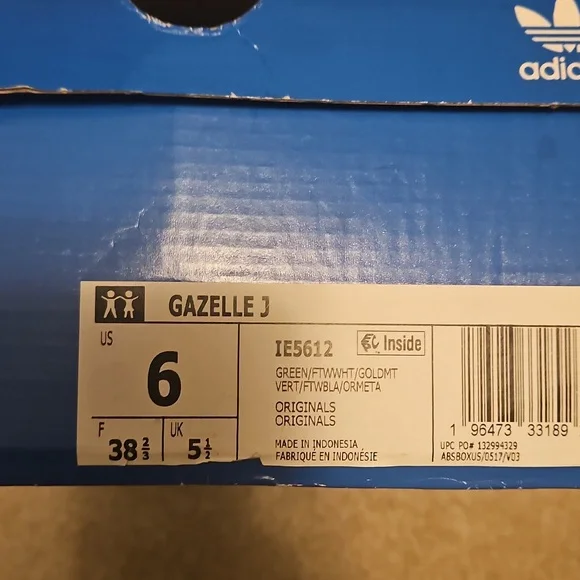 adidas
GAZELLE J
US
6
F
38 2/3
UK
5 1/2
IE5612
Inside
GREEN/FTWWHT/GOLDMT
VERT/FTWBLA/ORMETA
ORIGINALS
ORIGINALS
MADE IN INDONESIA
FABRIQUÉ EN INDONÉSIE
1 96473 33189
UPC PO# 132994329
ABSBOXUS/0517/V03